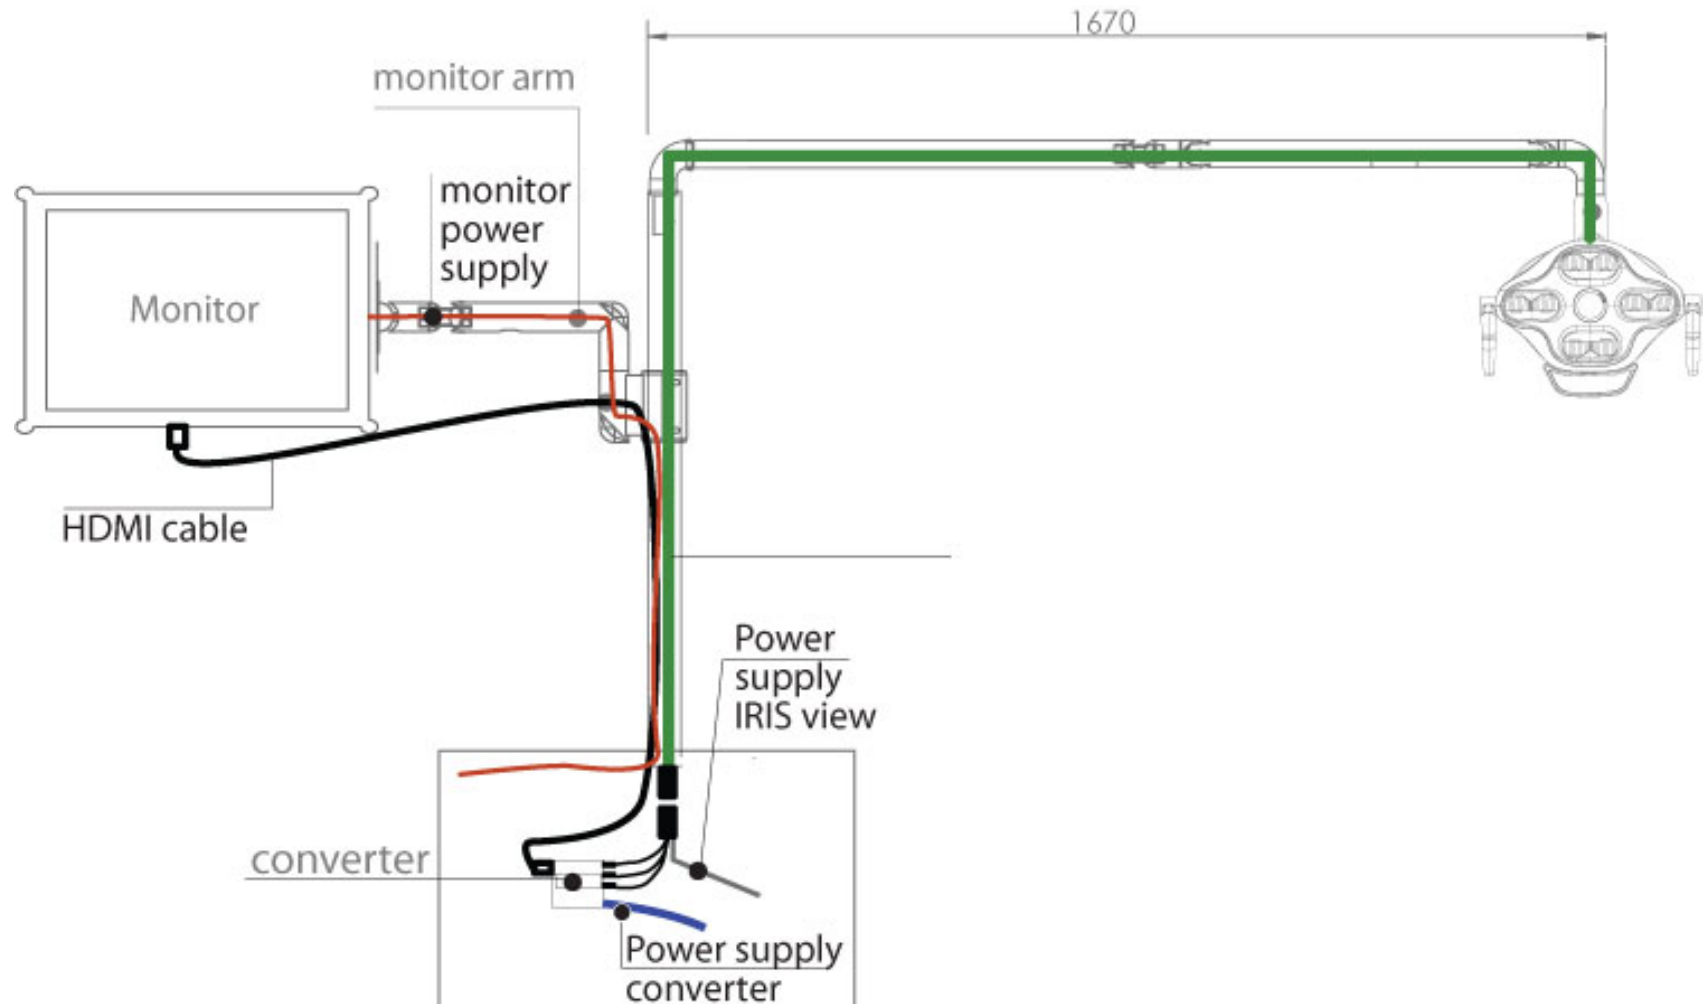 1670
monitor arm
monitor
power
supply
Monitor
HDMI cable
Power
supply
IRIS view
converter
Power supply
converter